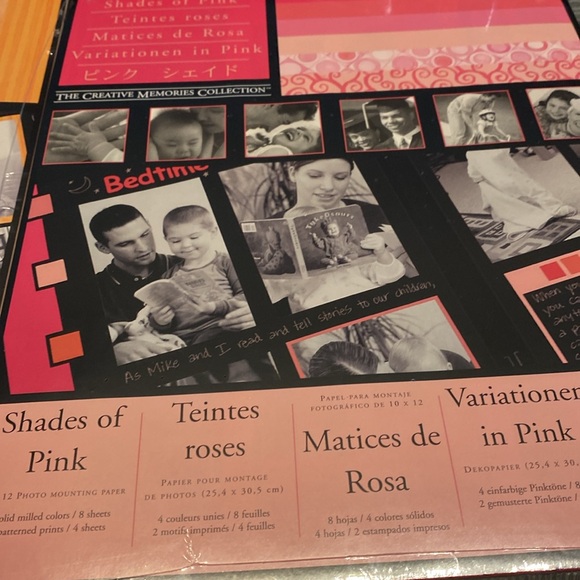 Shades of Pink
Teintes roses
Matices de Rosa
Variationen in Pink
ピンク シェイド
THE CREATIVE MEMORIES COLLECTION™
Bedtime
As Mike and I read and tell stories to our children,
When you
Shades of
Pink
12 PHOTO MOUNTING PAPER
solid milled colors / 8 sheets
patterned prints / 4 sheets
Teintes
roses
PAPIER POUR MONTAGE
DE PHOTOS (25,4 x 30,5 cm)
4 couleurs unies / 8 feuilles
2 motifs imprimés / 4 feuilles
PAPEL PARA MONTAJE
FOTOGRÁFICO DE 10 X 12
Matices de
Rosa
8 hojas / 4 colores sólidos
4 hojas / 2 estampados impresos
Variationen
in Pink
DEKOPAPIER (25,4 x 30,
4 einfarbige Pinktöne / 8
2 gemusterte Pinktöne /